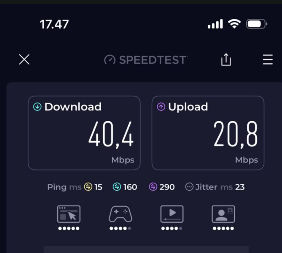 17.47
SPEEDTEST
Download Upload
40,4 20,8
Mbps Mbps
Ping ms 15 160 290 Jitter ms 23